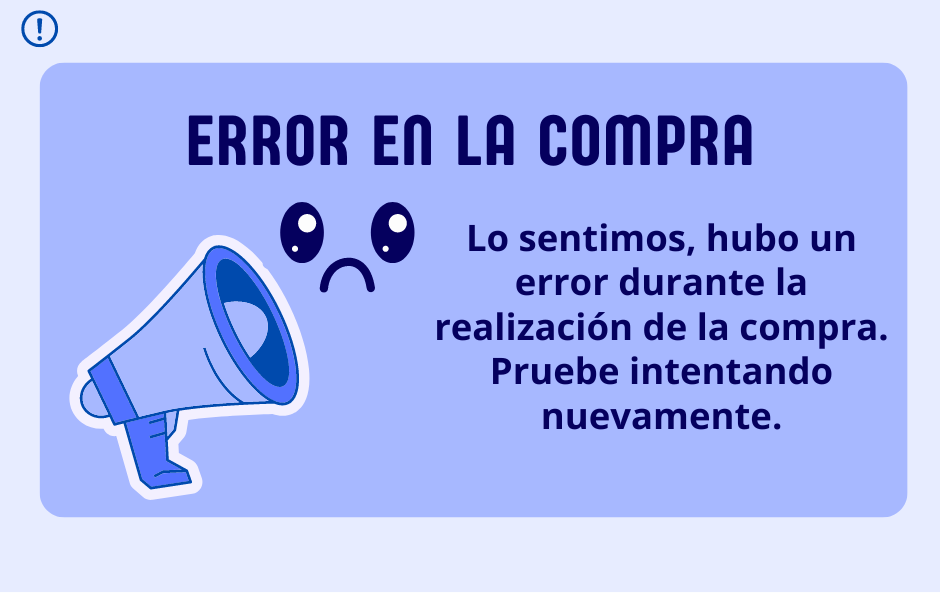 ERROR EN LA COMPRA
Lo sentimos, hubo un
error durante la
realización de la compra.
Pruebe intentando
nuevamente.